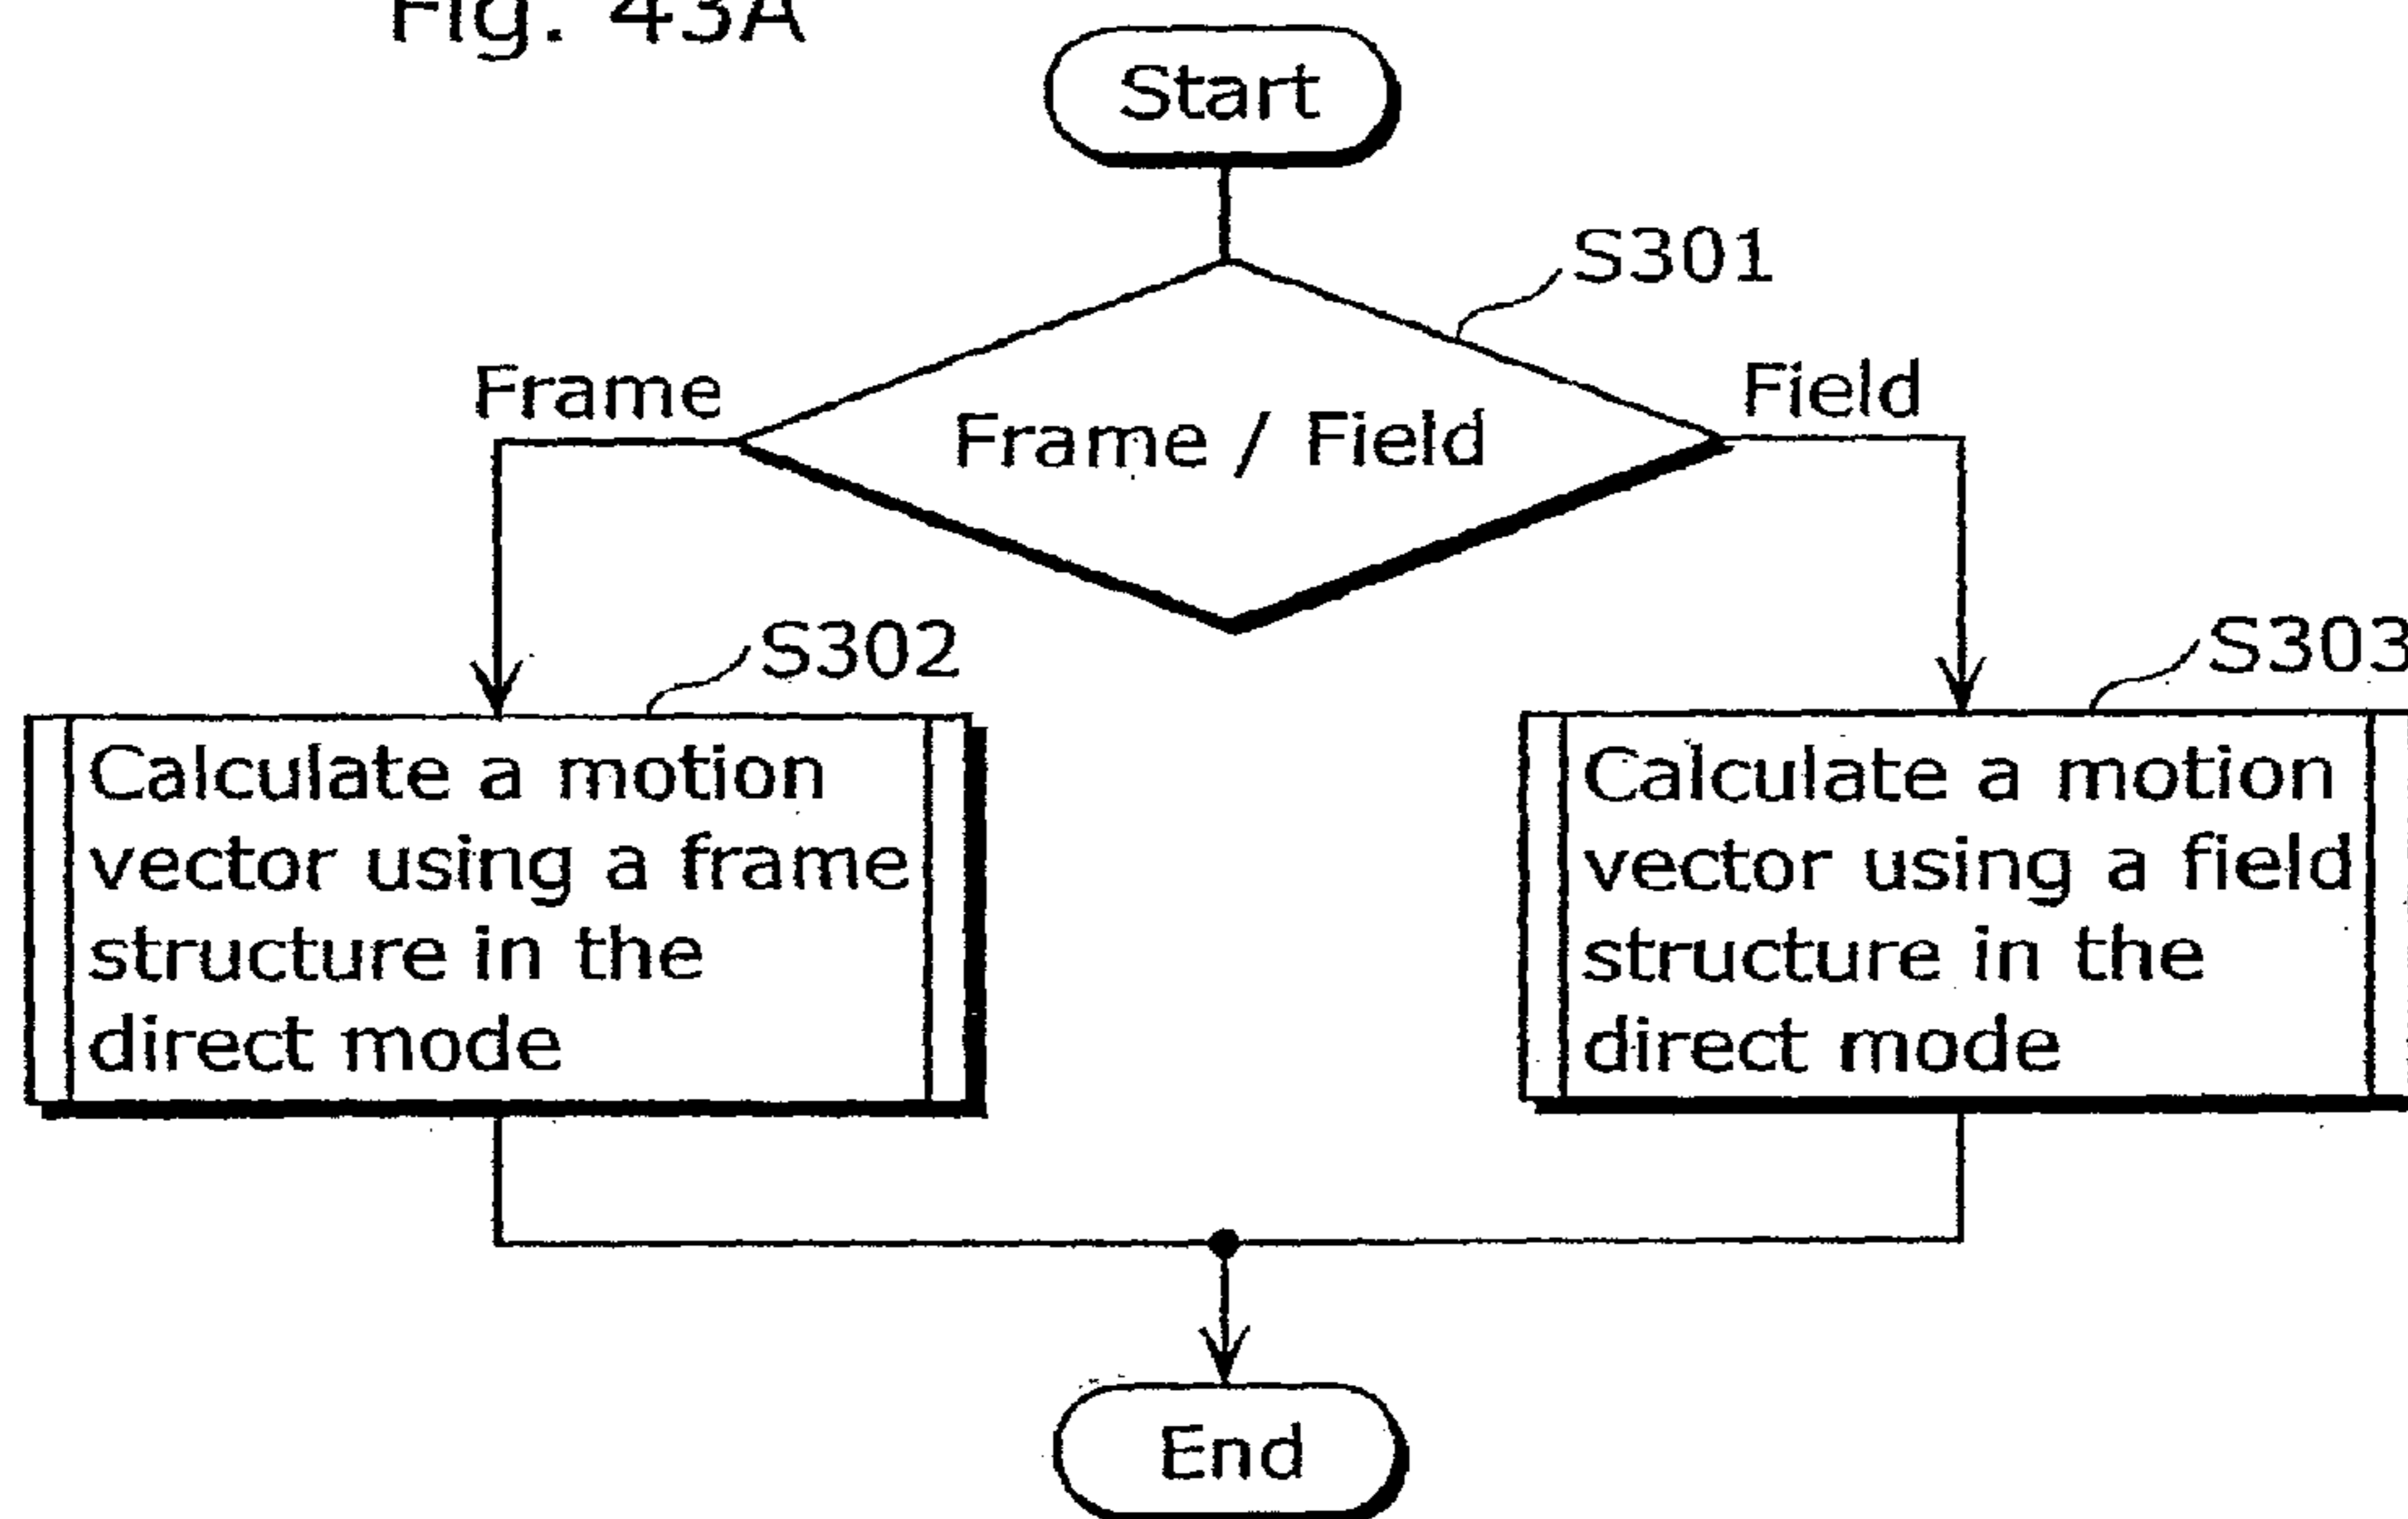 Fig. 43A
Start
S301
Frame
Frame / Field
Field
S302
S303
Calculate a motion
vector using a frame
structure in the
direct mode
Calculate a motion
vector using a field
structure in the
direct mode
End